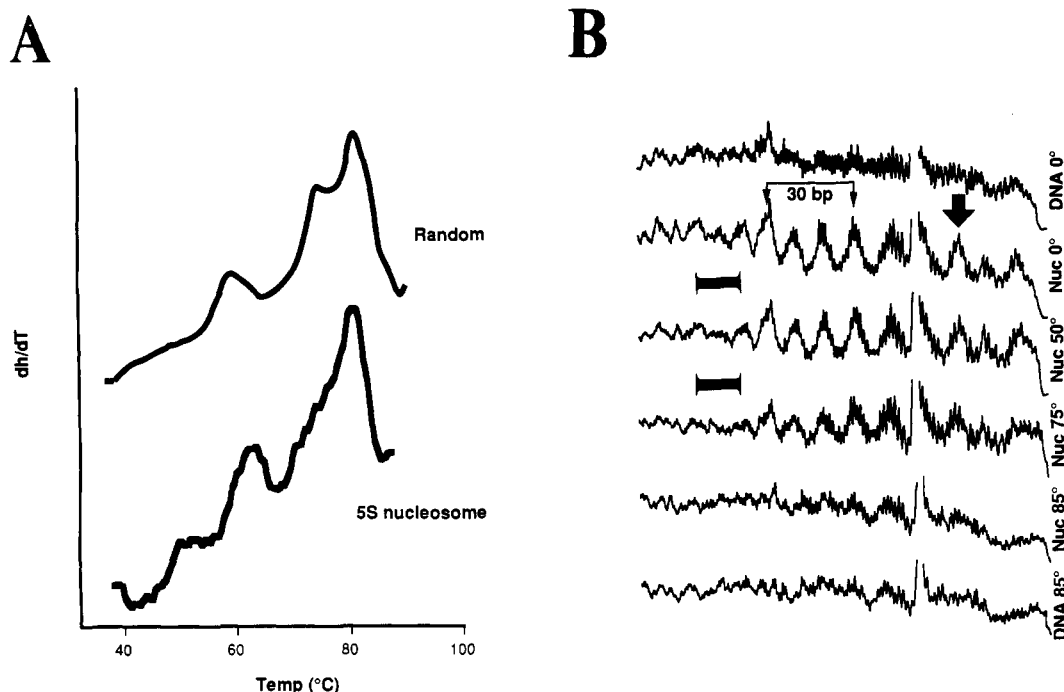 A
B
dh/dT
Random
5S nucleosome
40
60
80
100
Temp (°C)
30 bp
DNA 0°
Nuc 0°
Nuc 50°
Nuc 75°
Nuc 85°
DNA 85°